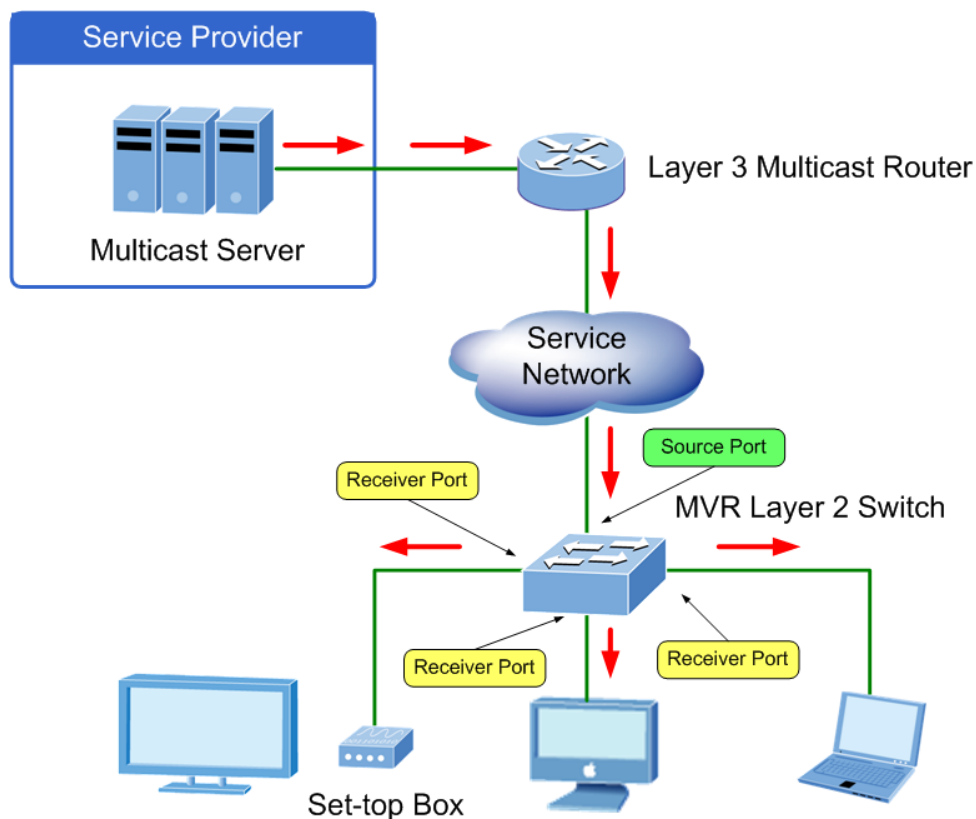 Service Provider
Multicast Server
Layer 3 Multicast Router
Service
Network
Source Port
Receiver Port
MVR Layer 2 Switch
Receiver Port
Receiver Port
Set-top Box